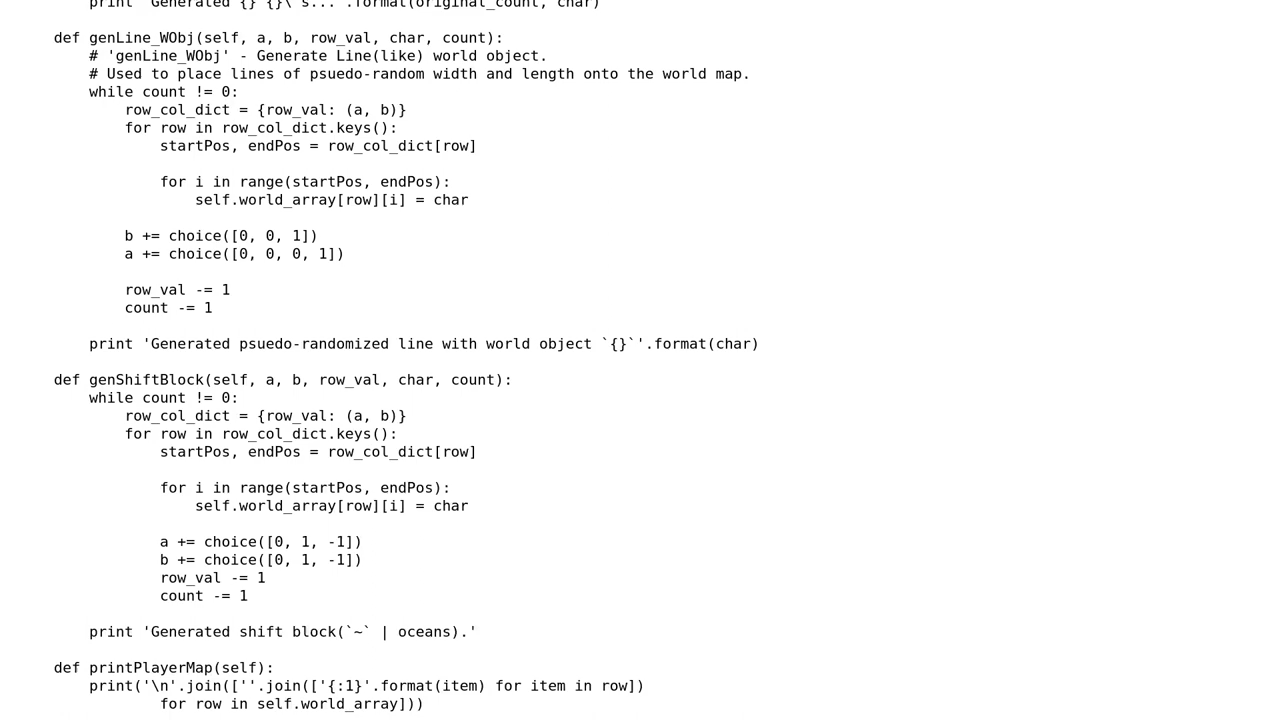 print 'Generated {} {}\'s...'.format(original_count, char)
def genLine_WObj(self, a, b, row_val, char, count):
# 'genLine_WObj' - Generate Line(like) world object.
# Used to place lines of psuedo-random width and length onto the world map.
while count != 0:
row_col_dict = {row_val: (a, b)}
for row in row_col_dict.keys():
startPos, endPos = row_col_dict[row]
for i in range(startPos, endPos):
self.world_array[row][i] = char
b += choice([0, 0, 1])
a += choice([0, 0, 0, 1])
row_val -= 1
count -= 1
print 'Generated psuedo-randomized line with world object `{}`'.format(char)
def genShiftBlock(self, a, b, row_val, char, count):
while count != 0:
row_col_dict = {row_val: (a, b)}
for row in row_col_dict.keys():
startPos, endPos = row_col_dict[row]
for i in range(startPos, endPos):
self.world_array[row][i] = char
a += choice([0, 1, -1])
b += choice([0, 1, -1])
row_val -= 1
count -= 1
print 'Generated shift block(`~` | oceans).'
def printPlayerMap(self):
print('\n'.join([''.join(['{:1}'.format(item) for item in row])
for row in self.world_array]))